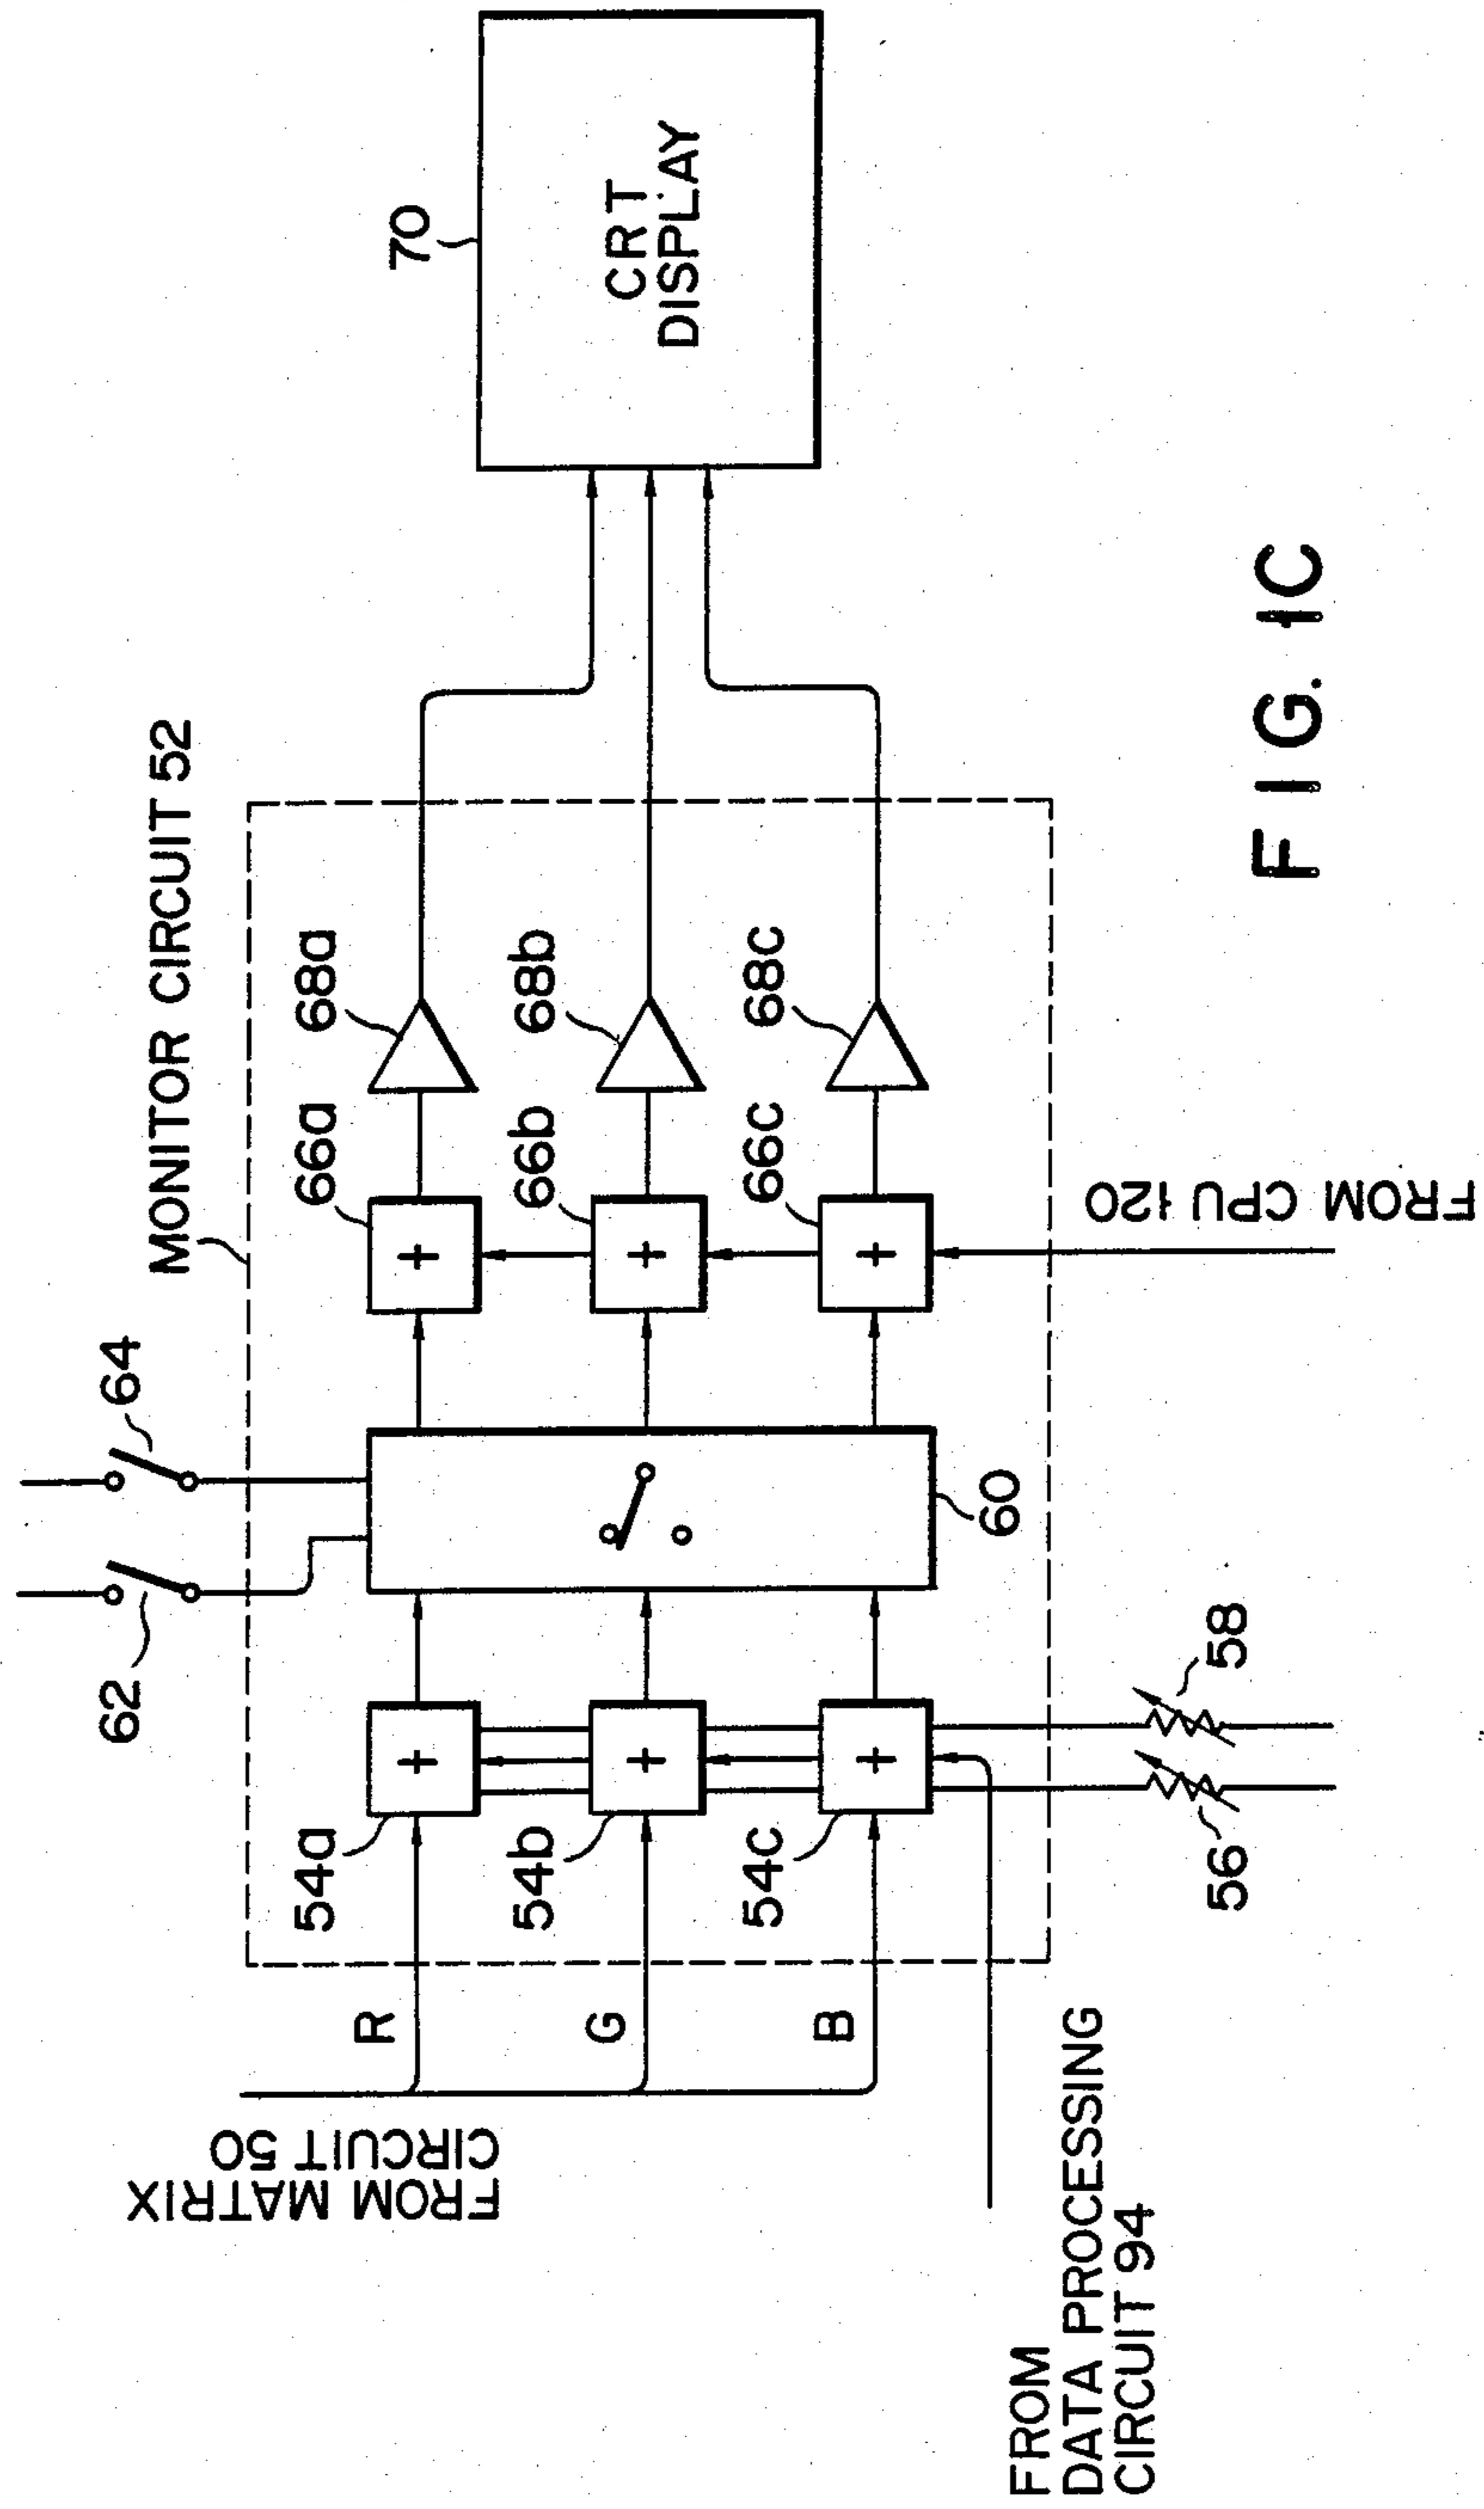 62
64
MONITOR CIRCUIT 52
FROM MATRIX
CIRCUIT 50
R
54a
66a
68a
70
G
54b
66b
68b
CRT
DISPLAY
B
54c
66c
68c
60
FROM
DATA PROCESSING
CIRCUIT 94
56
58
FROM CPU 120
FIG. 1C